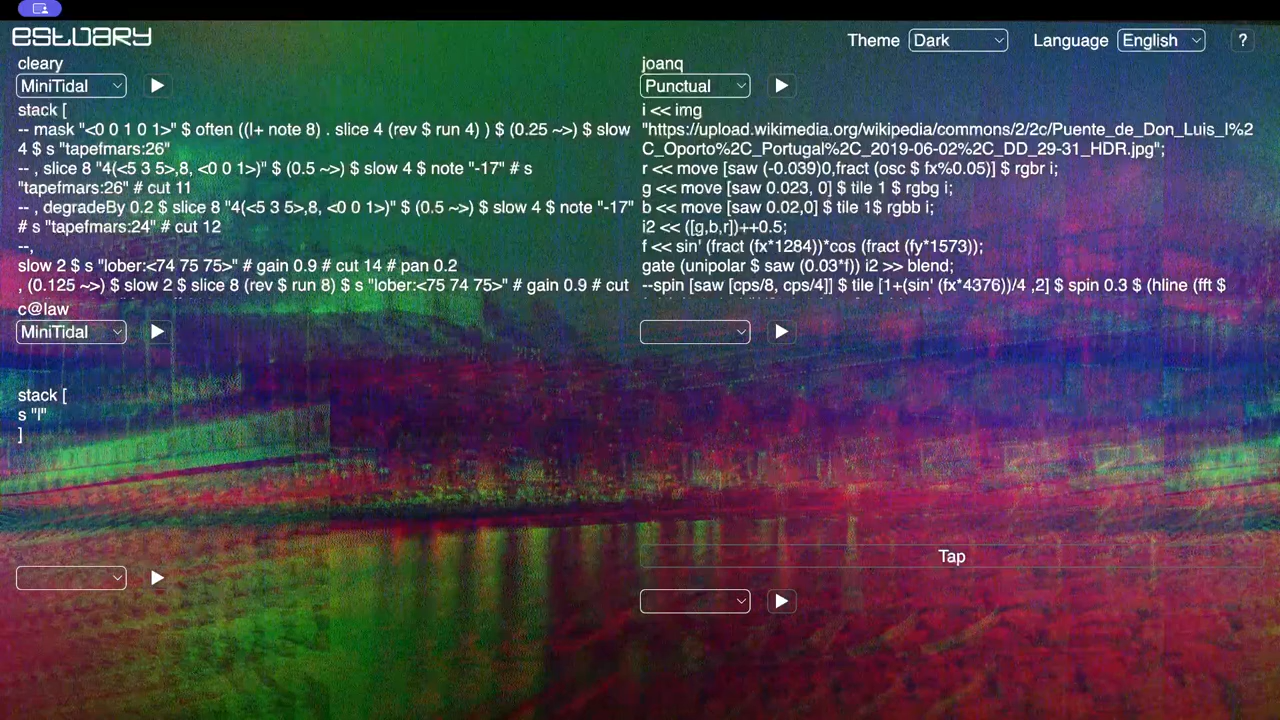 estuary
Theme Dark Language English ?
cleary
MiniTidal
stack [
-- mask "<0 0 1 0 1>" $ often ((|+ note 8) . slice 4 (rev $ run 4) ) $ (0.25 ~>) $ slow
4 $ s "tapefmars:26"
-- , slice 8 "4(<5 3 5>,8, <0 0 1>)" $ (0.5 ~>) $ slow 4 $ note "-17" # s
"tapefmars:26" # cut 11
-- , degradeBy 0.2 $ slice 8 "4(<5 3 5>,8, <0 0 1>)" $ (0.5 ~>) $ slow 4 $ note "-17"
# s "tapefmars:24" # cut 12
--,
slow 2 $ s "lober:<74 75 75>" # gain 0.9 # cut 14 # pan 0.2
, (0.125 ~>) $ slow 2 $ slice 8 (rev $ run 8) $ s "lober:<75 74 75>" # gain 0.9 # cut
joanq
Punctual
i << img
"https://upload.wikimedia.org/wikipedia/commons/2/2c/Puente_de_Don_Luis_I%2
C_Oporto%2C_Portugal%2C_2019-06-02%2C_DD_29-31_HDR.jpg";
r << move [saw (-0.039)0,fract (osc $ fx%0.05)] $ rgbr i;
g << move [saw 0.023, 0] $ tile 1 $ rgbg i;
b << move [saw 0.02,0] $ tile 1$ rgbb i;
i2 << ([g,b,r])++0.5;
f << sin' (fract (fx*1284))*cos (fract (fy*1573));
gate (unipolar $ saw (0.03*f)) i2 >> blend;
--spin [saw [cps/8, cps/4]] $ tile [1+(sin' (fx*4376))/4 ,2] $ spin 0.3 $ (hline (fft $
c@law
MiniTidal
stack [
s "l"
]
Tap